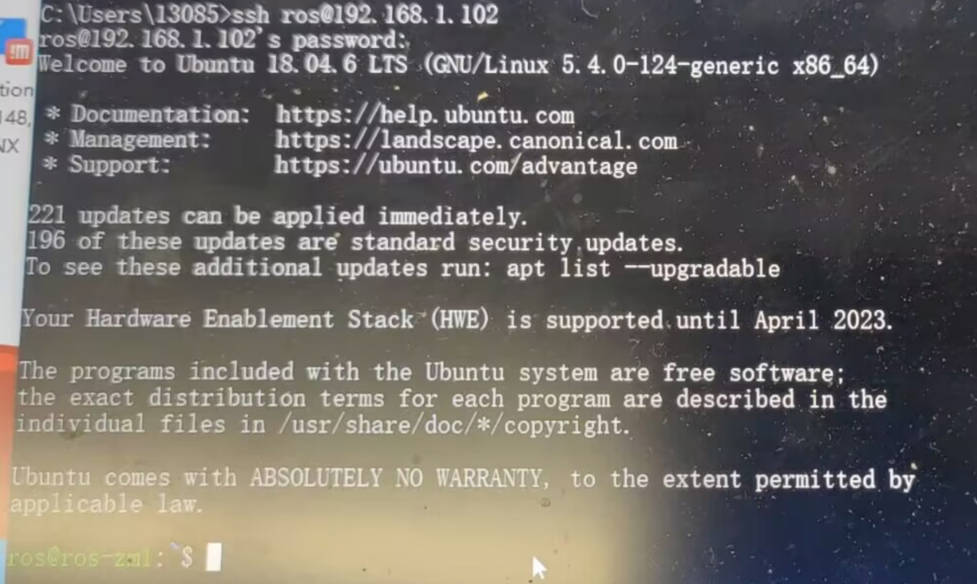 C:\Users\13085>ssh ros@192.168.1.102
ros@192.168.1.102's password:
Welcome to Ubuntu 18.04.6 LTS (GNU/Linux 5.4.0-124-generic x86_64)
* Documentation: https://help.ubuntu.com
* Management: https://landscape.canonical.com
* Support: https://ubuntu.com/advantage
221 updates can be applied immediately.
196 of these updates are standard security updates.
To see these additional updates run: apt list --upgradable
Your Hardware Enablement Stack (HWE) is supported until April 2023.
The programs included with the Ubuntu system are free software;
the exact distribution terms for each program are described in the
individual files in /usr/share/doc/*/copyright.
Ubuntu comes with ABSOLUTELY NO WARRANTY, to the extent permitted by
applicable law.
ros@ros-zml:~$
tion
148,
NX